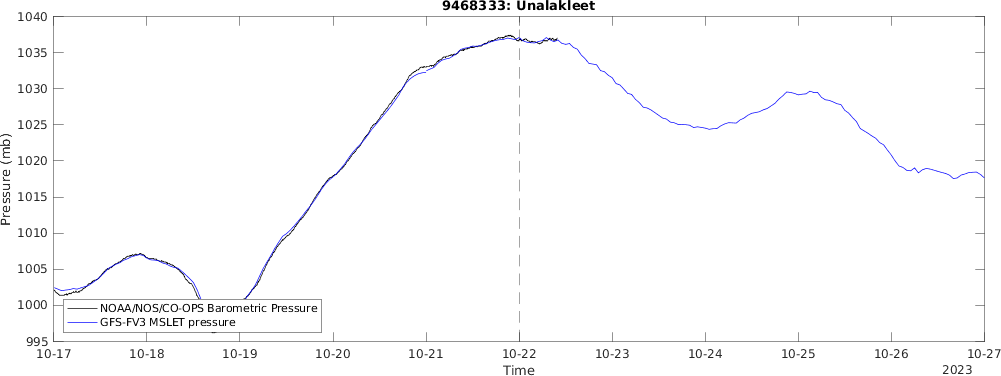 9468333: Unalakleet
Pressure (mb)
1040
1035
1030
1025
1020
1015
1010
1005
1000
995
NOAA/NOS/CO-OPS Barometric Pressure
GFS-FV3 MSLET pressure
10-17 10-18 10-19 10-20 10-21 10-22 10-23 10-24 10-25 10-26 10-27
Time
2023